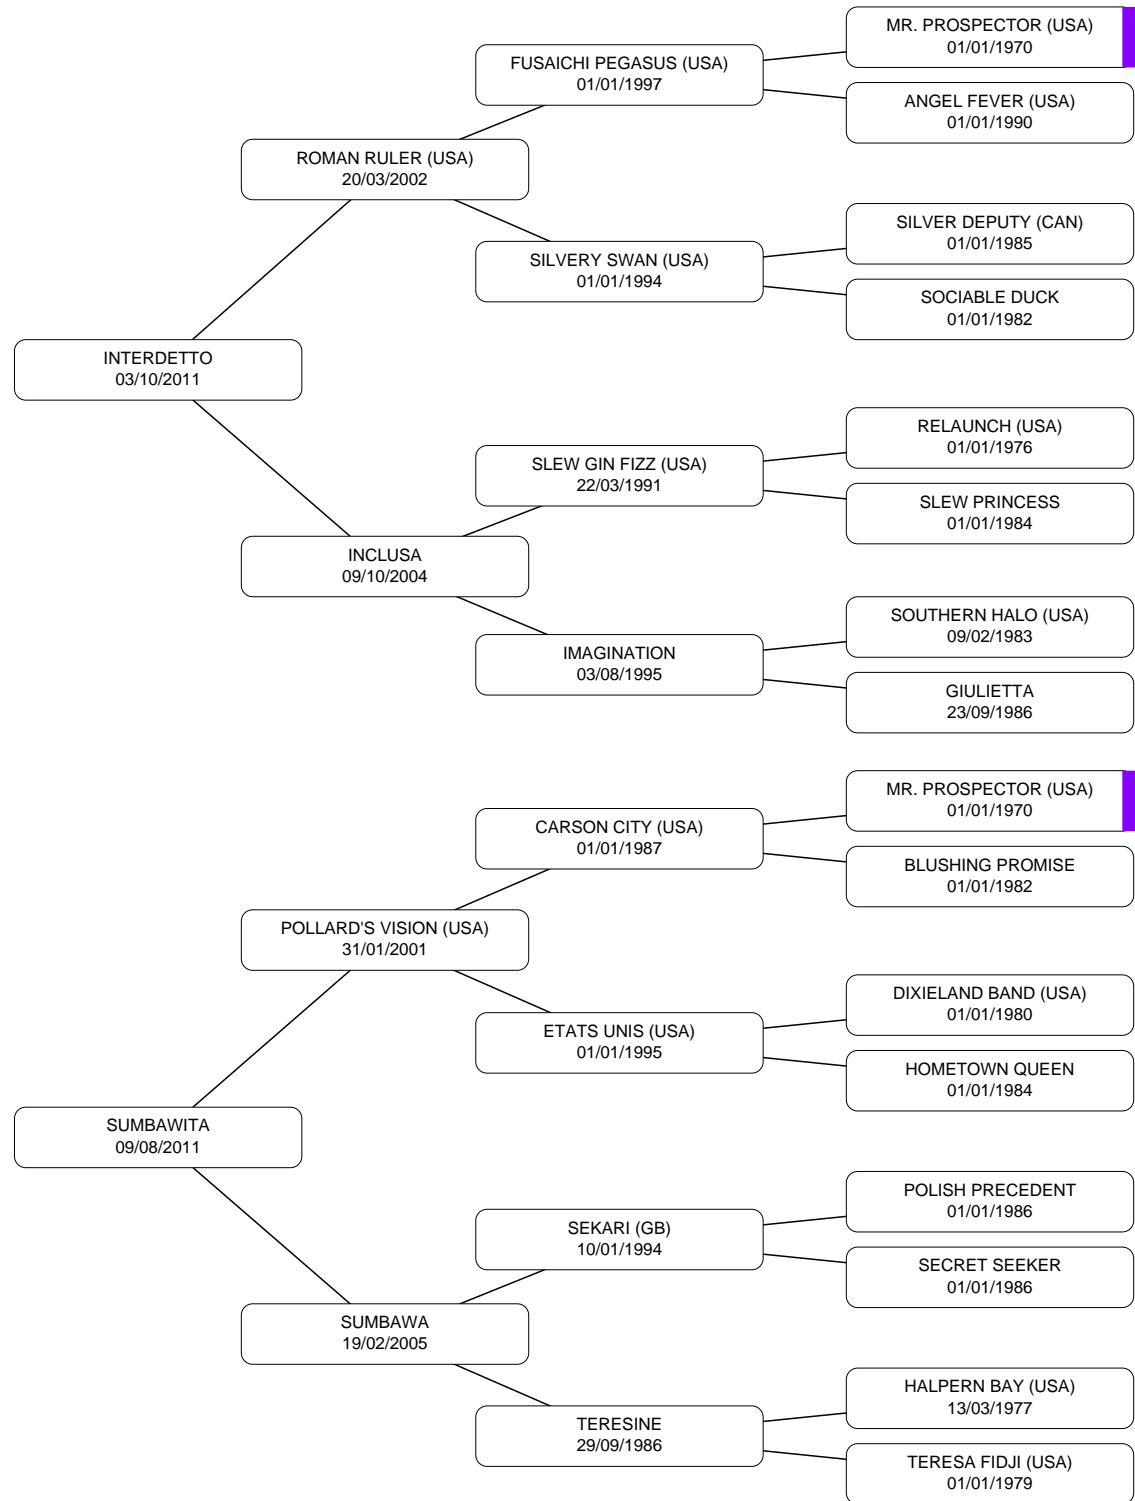 MR. PROSPECTOR (USA)
01/01/1970
FUSAICHI PEGASUS (USA)
01/01/1997
ANGEL FEVER (USA)
01/01/1990
ROMAN RULER (USA)
20/03/2002
SILVER DEPUTY (CAN)
01/01/1985
SILVERY SWAN (USA)
01/01/1994
SOCIABLE DUCK
01/01/1982
INTERDETTO
03/10/2011
RELAUNCH (USA)
01/01/1976
SLEW GIN FIZZ (USA)
22/03/1991
SLEW PRINCESS
01/01/1984
INCLUSA
09/10/2004
SOUTHERN HALO (USA)
09/02/1983
IMAGINATION
03/08/1995
GIULIETTA
23/09/1986
MR. PROSPECTOR (USA)
01/01/1970
CARSON CITY (USA)
01/01/1987
BLUSHING PROMISE
01/01/1982
POLLARD'S VISION (USA)
31/01/2001
DIXIELAND BAND (USA)
01/01/1980
ETATS UNIS (USA)
01/01/1995
HOMETOWN QUEEN
01/01/1984
SUMBAWITA
09/08/2011
POLISH PRECEDENT
01/01/1986
SEKARI (GB)
10/01/1994
SECRET SEEKER
01/01/1986
SUMBAWA
19/02/2005
HALPERN BAY (USA)
13/03/1977
TERESINE
29/09/1986
TERESA FIDJI (USA)
01/01/1979